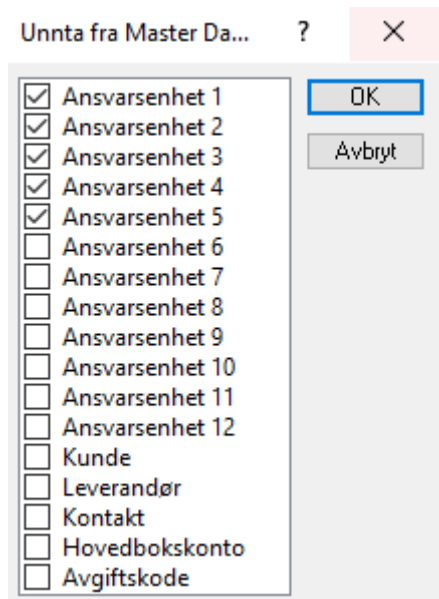 Unnta fra Master Da... ?
Ansvarsenhet 1
OK
Ansvarsenhet 2
Ansvarsenhet 3
Avbryt
Ansvarsenhet 4
Ansvarsenhet 5
Ansvarsenhet 6
Ansvarsenhet 7
Ansvarsenhet 8
Ansvarsenhet 9
Ansvarsenhet 10
Ansvarsenhet 11
Ansvarsenhet 12
Kunde
Leverandør
Kontakt
Hovedbokskonto
Avgiftskode